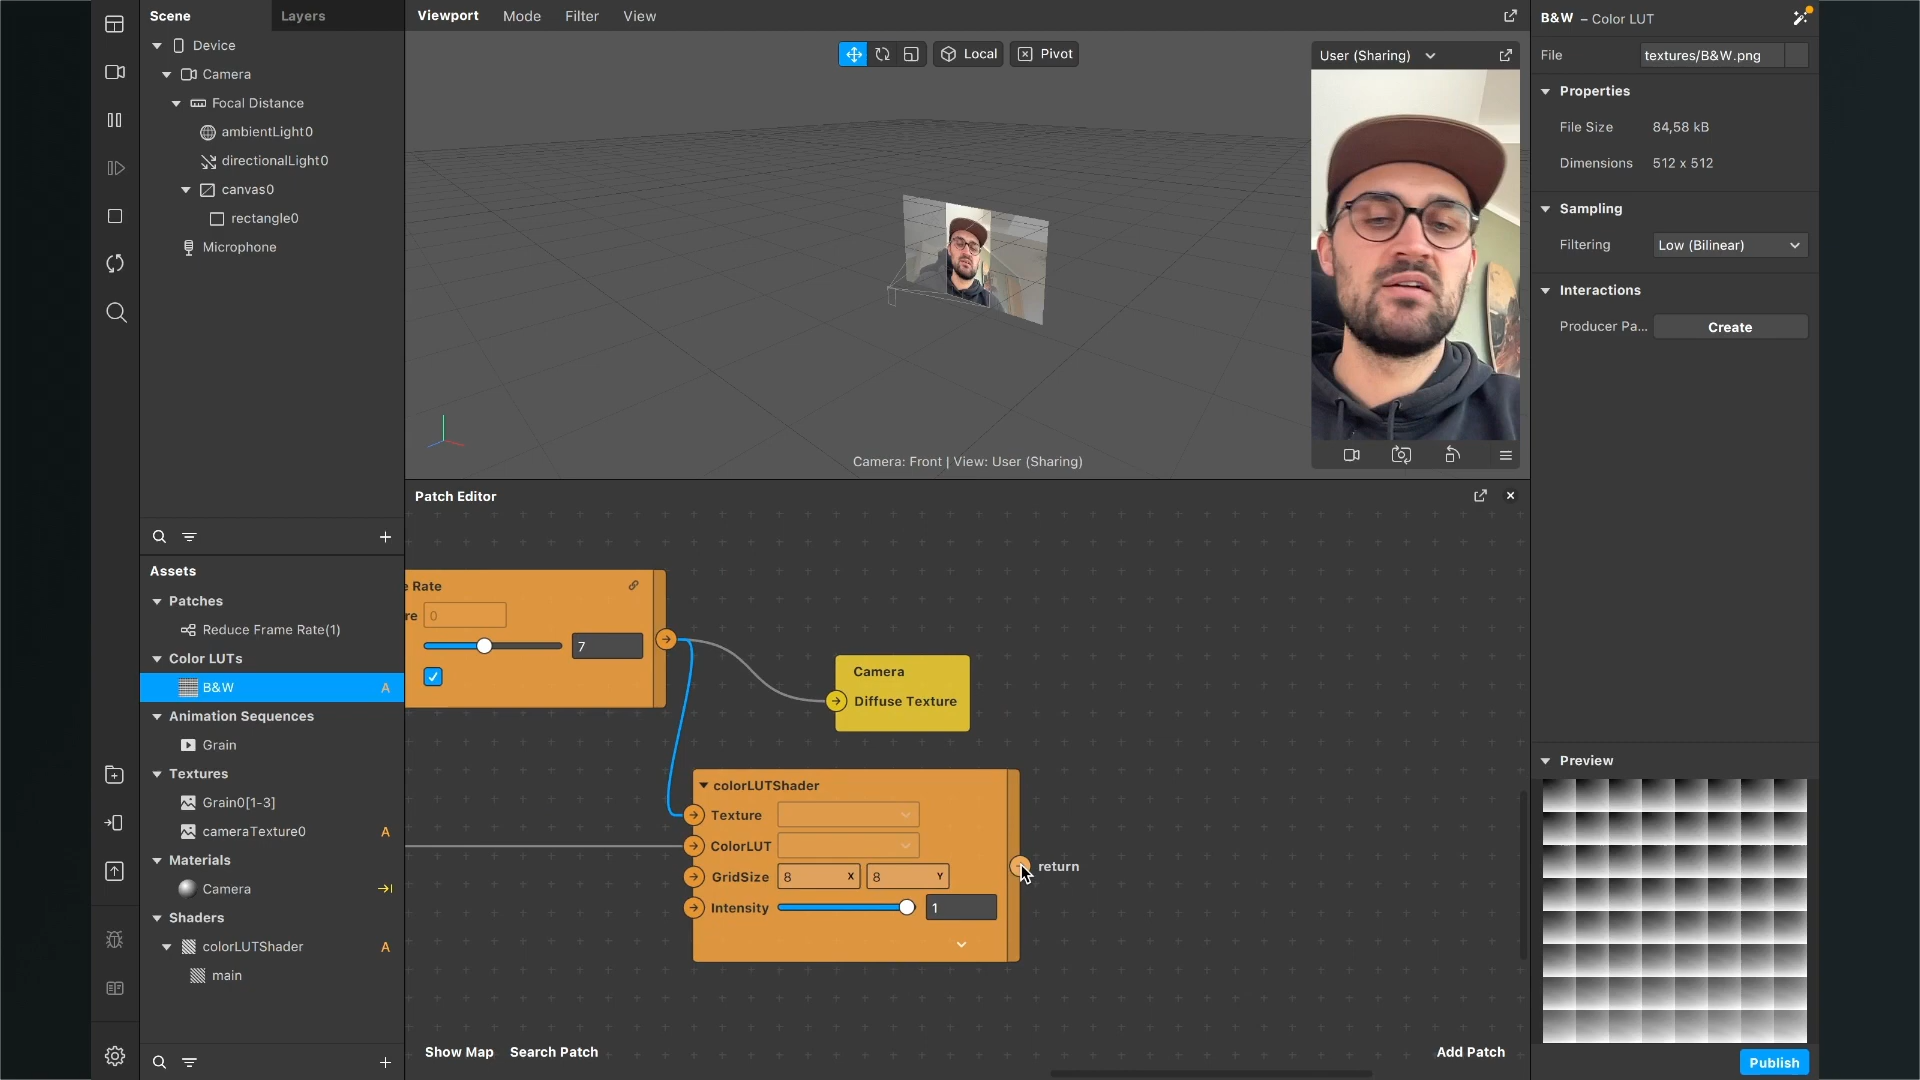 Scene
Layers
Device
Camera
Focal Distance
ambientLight0
directionalLight0
canvas0
rectangle0
Microphone
Assets
Patches
Reduce Frame Rate(1)
Color LUTs
B&W A
Animation Sequences
Grain
Textures
Grain0[1-3]
cameraTexture0 A
Materials
Camera
Shaders
colorLUTShader A
main
Viewport Mode Filter View
Local Pivot
User (Sharing)
Camera: Front | View: User (Sharing)
Patch Editor
e Rate
re 0
7
Camera
Diffuse Texture
colorLUTShader
Texture
ColorLUT
GridSize 8 X 8 Y
Intensity 1
return
Show Map Search Patch
Add Patch
B&W – Color LUT
File textures/B&W.png
Properties
File Size 84,58 kB
Dimensions 512 x 512
Sampling
Filtering Low (Bilinear)
Interactions
Producer Pa... Create
Preview
Publish